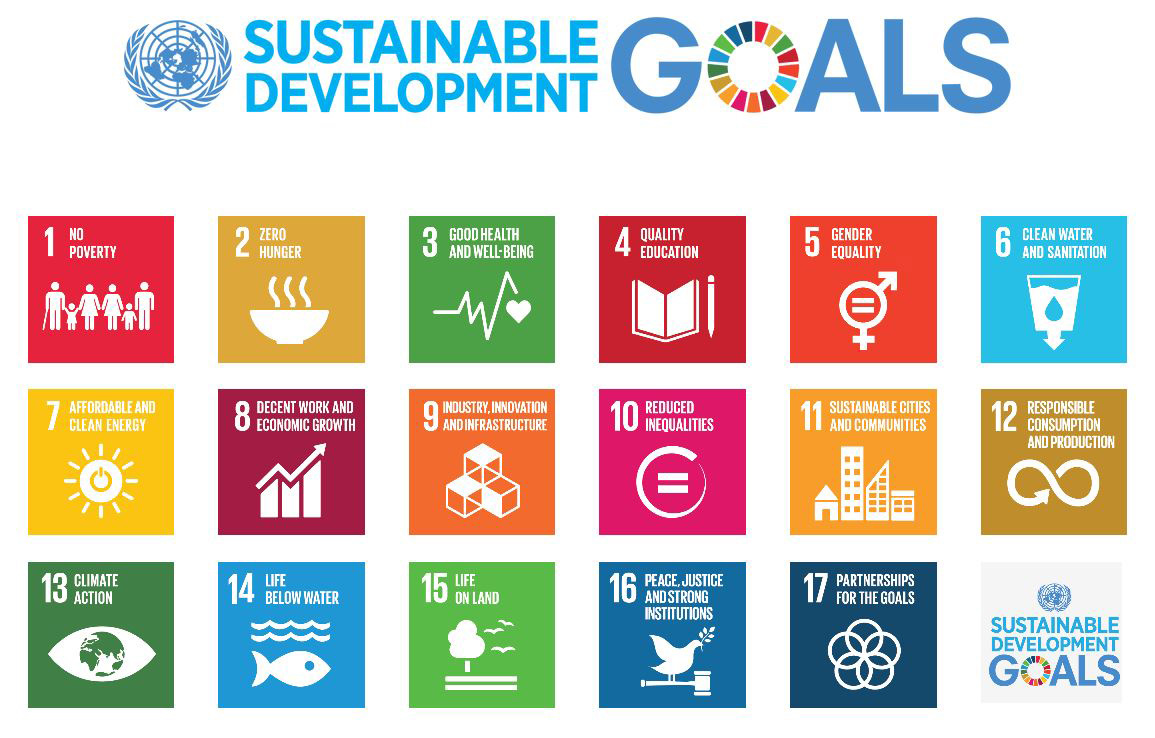 SUSTAINABLE
DEVELOPMENT
GOALS
1 NO
POVERTY
2 ZERO
HUNGER
3 GOOD HEALTH
AND WELL-BEING
4 QUALITY
EDUCATION
5 GENDER
EQUALITY
6 CLEAN WATER
AND SANITATION
7 AFFORDABLE AND
CLEAN ENERGY
8 DECENT WORK AND
ECONOMIC GROWTH
9 INDUSTRY, INNOVATION
AND INFRASTRUCTURE
10 REDUCED
INEQUALITIES
11 SUSTAINABLE CITIES
AND COMMUNITIES
12 RESPONSIBLE
CONSUMPTION
AND PRODUCTION
13 CLIMATE
ACTION
14 LIFE
BELOW WATER
15 LIFE
ON LAND
16 PEACE, JUSTICE
AND STRONG
INSTITUTIONS
17 PARTNERSHIPS
FOR THE GOALS
SUSTAINABLE
DEVELOPMENT
GOALS